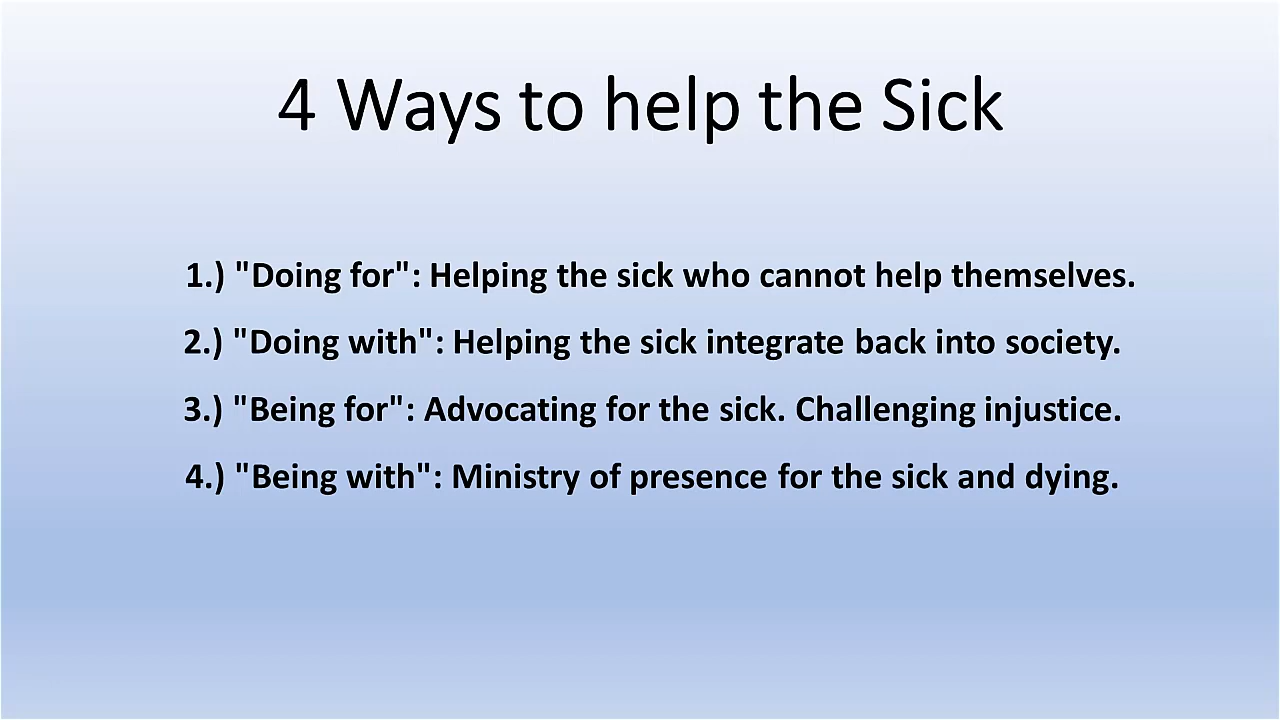 4 Ways to help the Sick
1.) "Doing for": Helping the sick who cannot help themselves.
2.) "Doing with": Helping the sick integrate back into society.
3.) "Being for": Advocating for the sick. Challenging injustice.
4.) "Being with": Ministry of presence for the sick and dying.